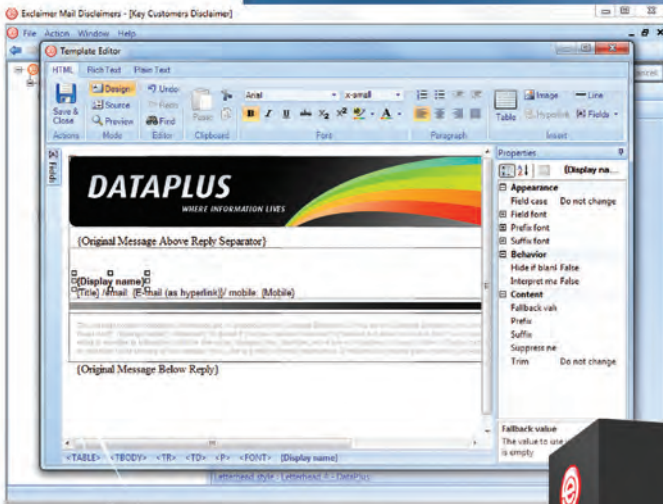 Exclaimer Mail Disclaimers - [Key Customers Disclaimer]
File Action Window Help
Template Editor
HTML Rich Text Plain Text
Save & Close
Design
Source
Preview
Undo
Find
Paste
Arial
x-small
B I U abc X₂ X² A
Table
Image
Line
Hyperlink
Fields
Actions Mode Editor Clipboard Font Paragraph Insert
Fields
DATAPLUS
WHERE INFORMATION LIVES
{Original Message Above Reply Separator}
{Display name}
{Title} / email: {E-mail (as hyperlink)}/ mobile: {Mobile}
{Original Message Below Reply}
Properties
{Display na...
Appearance
Field case Do not change
Field font
Prefix font
Suffix font
Behavior
Hide if blank False
Interpret ma False
Content
Fallback valu
Prefix
Suffix
Suppress ne
Trim Do not change
Fallback value
The value to use
is empty
<TABLE> <TBODY> <TR> <TD> <P> <FONT> {Display name}
Letterhead style : Letterhead 4 - DataPlus